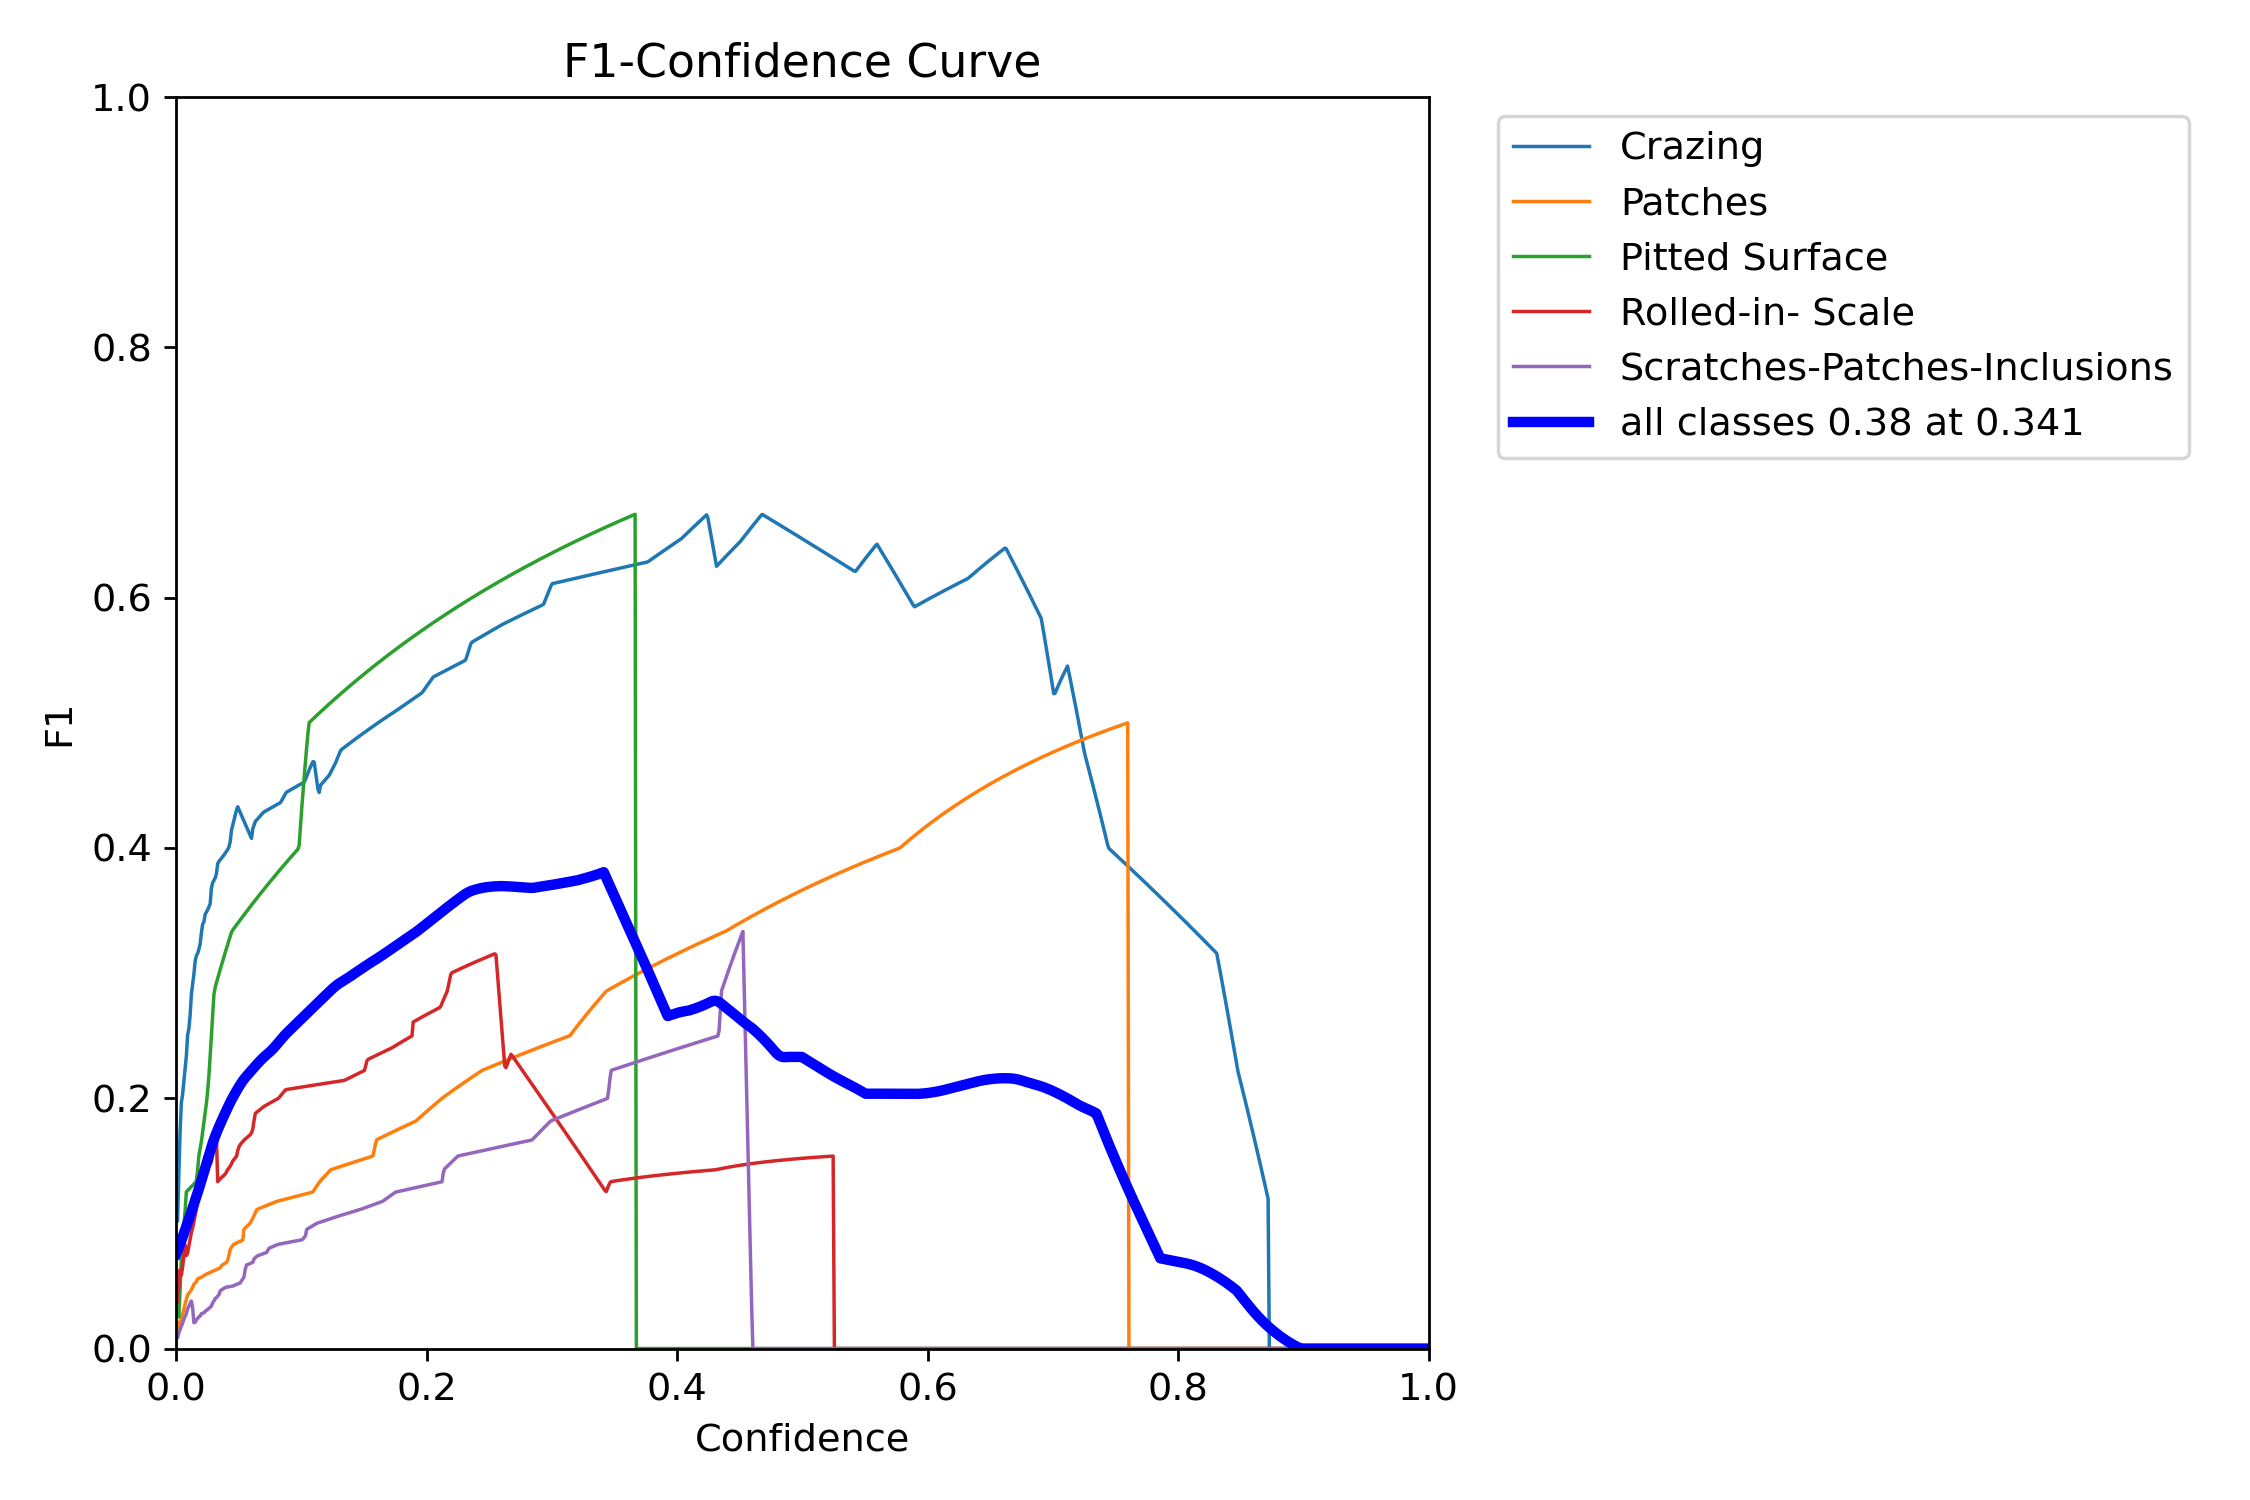 F1-Confidence Curve
1.0
0.8
0.6
0.4
0.2
0.0
F1
0.0 0.2 0.4 0.6 0.8 1.0
Confidence
Crazing
Patches
Pitted Surface
Rolled-in- Scale
Scratches-Patches-Inclusions
all classes 0.38 at 0.341